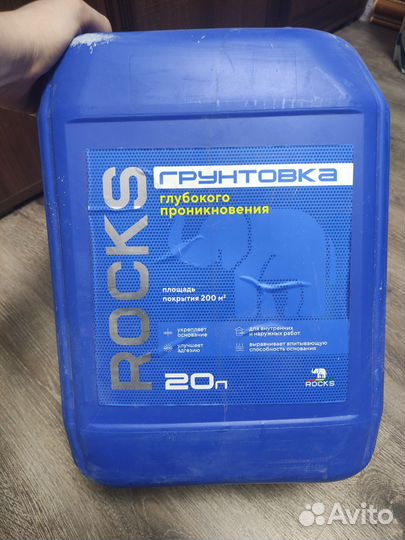 ROCKS
грунтовка
глубокого
проникновения
площадь
покрытия 200 м²
укрепляет
основание
для внутренних
и наружных работ
улучшает
адгезию
выравнивает впитывающую
способность основания
20л
ROCKS
Avito